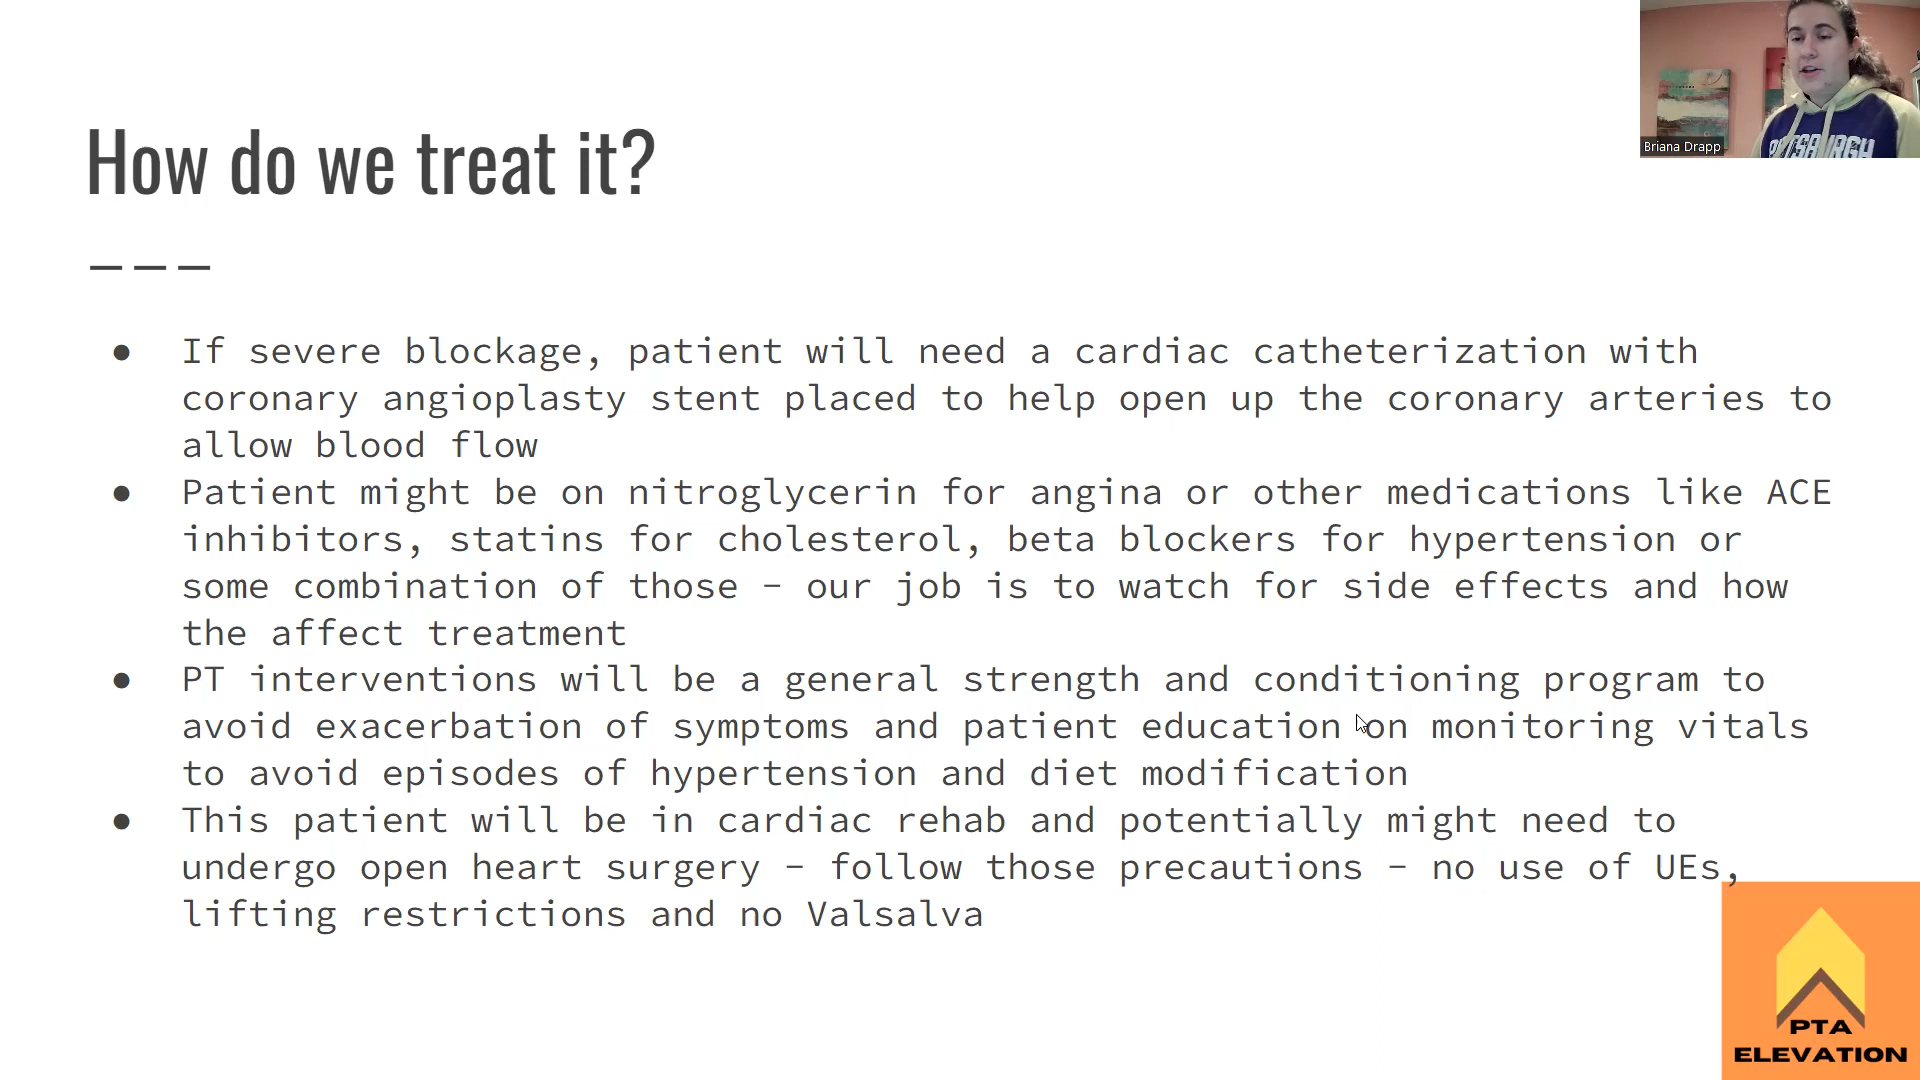 How do we treat it?
● If severe blockage, patient will need a cardiac catheterization with
coronary angioplasty stent placed to help open up the coronary arteries to
allow blood flow
● Patient might be on nitroglycerin for angina or other medications like ACE
inhibitors, statins for cholesterol, beta blockers for hypertension or
some combination of those – our job is to watch for side effects and how
the affect treatment
● PT interventions will be a general strength and conditioning program to
avoid exacerbation of symptoms and patient education on monitoring vitals
to avoid episodes of hypertension and diet modification
● This patient will be in cardiac rehab and potentially might need to
undergo open heart surgery – follow those precautions – no use of UEs,
lifting restrictions and no Valsalva
Briana Drapp
PITTSBURGH
PTA
ELEVATION